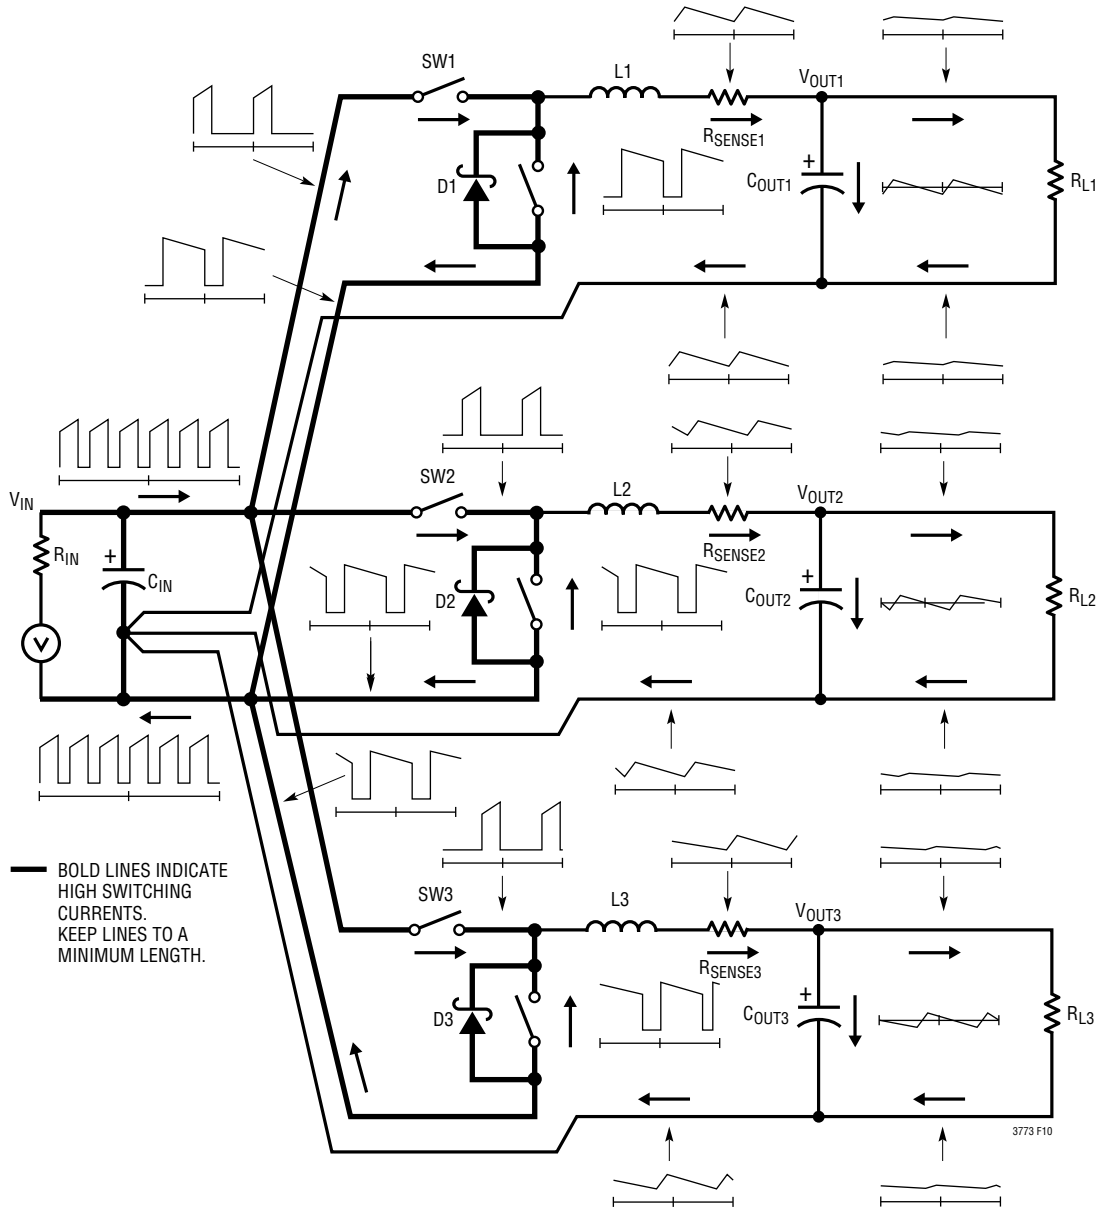 SW1
L1
VOUT1
D1
RSENSE1
+
COUT1
RL1
SW2
L2
VOUT2
VIN
RIN
+
CIN
D2
RSENSE2
+
COUT2
RL2
V
BOLD LINES INDICATE
HIGH SWITCHING
CURRENTS.
KEEP LINES TO A
MINIMUM LENGTH.
SW3
L3
VOUT3
D3
RSENSE3
+
COUT3
RL3
3773 F10